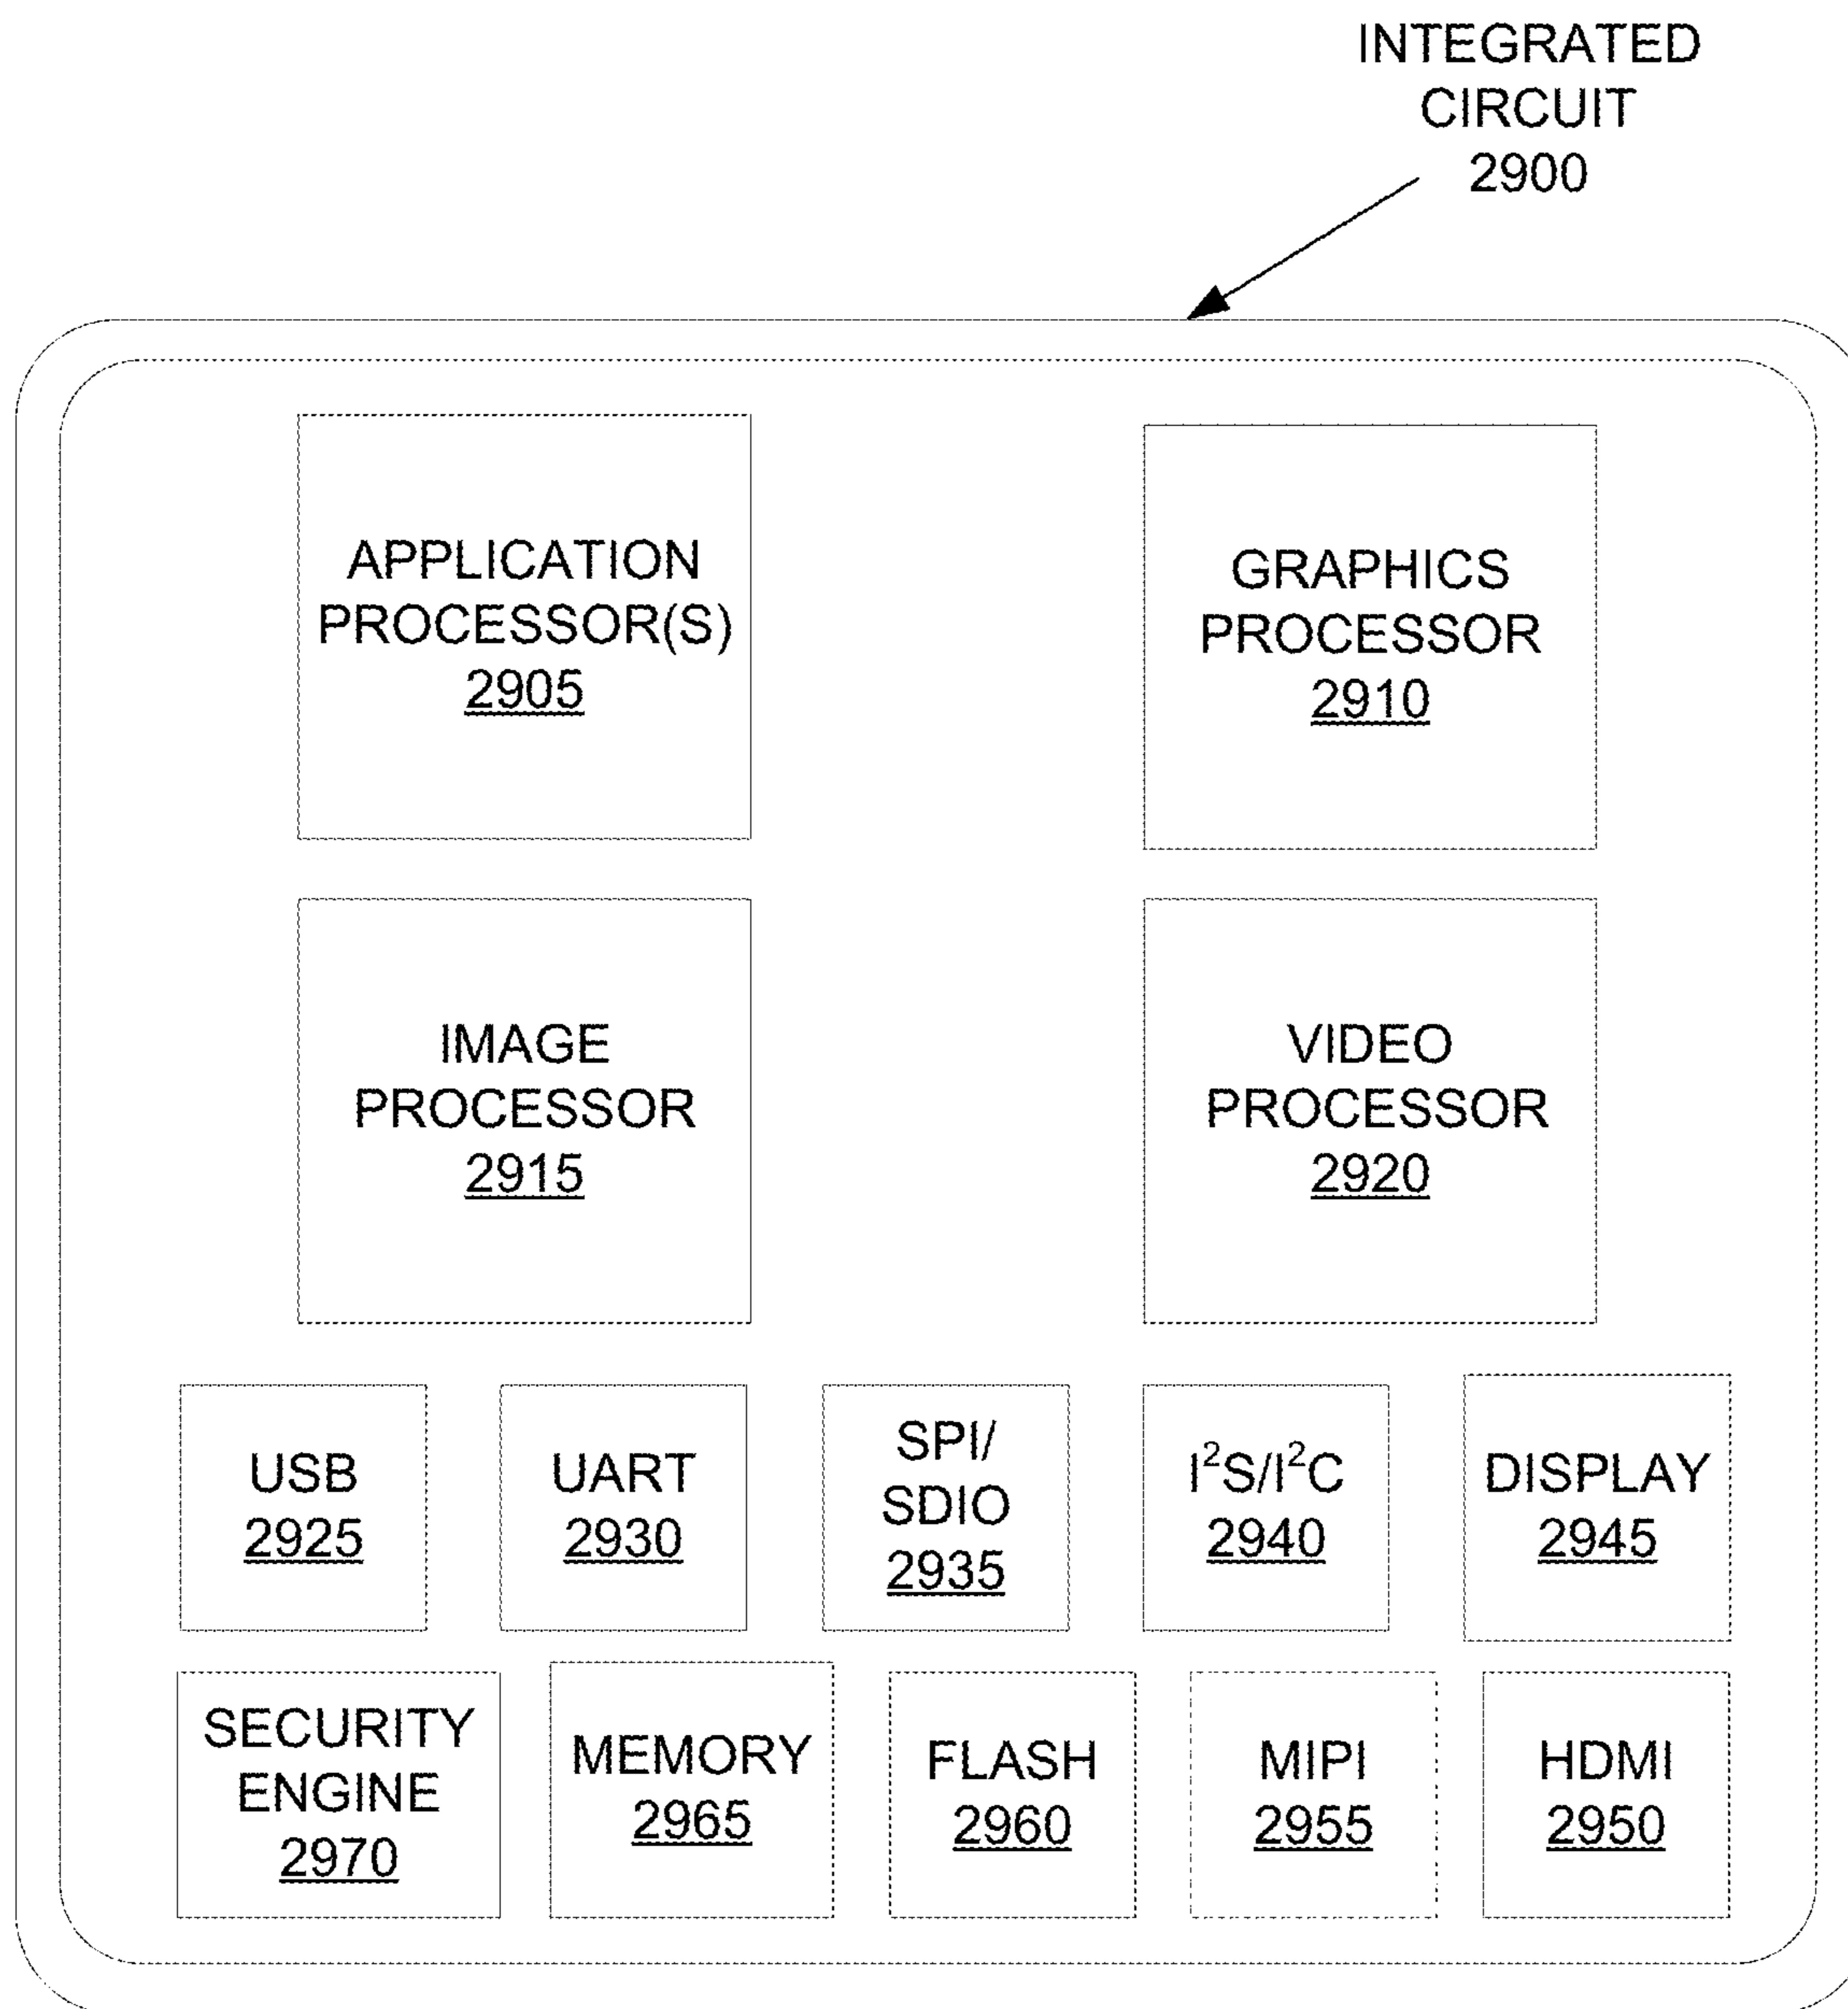 INTEGRATED
CIRCUIT
2900
APPLICATION
PROCESSOR(S)
2905
GRAPHICS
PROCESSOR
2910
IMAGE
PROCESSOR
2915
VIDEO
PROCESSOR
2920
USB
2925
UART
2930
SPI/
SDIO
2935
I²S/I²C
2940
DISPLAY
2945
SECURITY
ENGINE
2970
MEMORY
2965
FLASH
2960
MIPI
2955
HDMI
2950